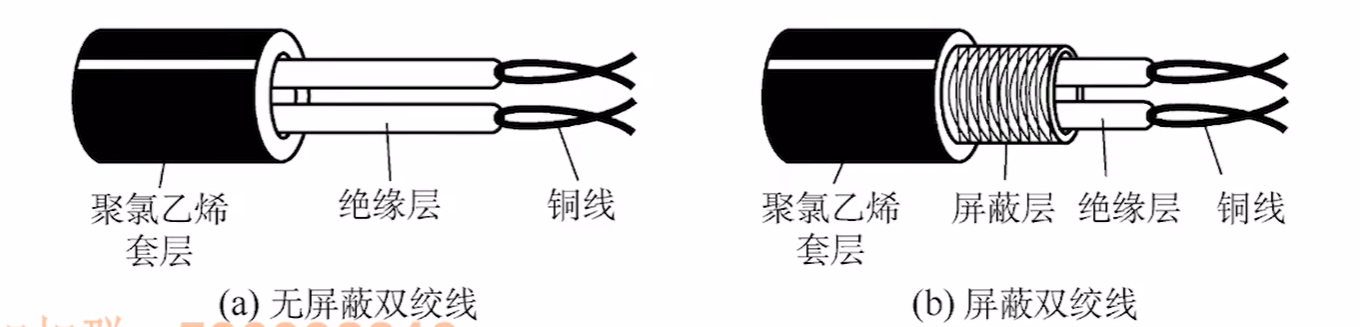 聚氯乙烯
套层
绝缘层
铜线
(a) 无屏蔽双绞线
聚氯乙烯
套层
屏蔽层
绝缘层
铜线
(b) 屏蔽双绞线